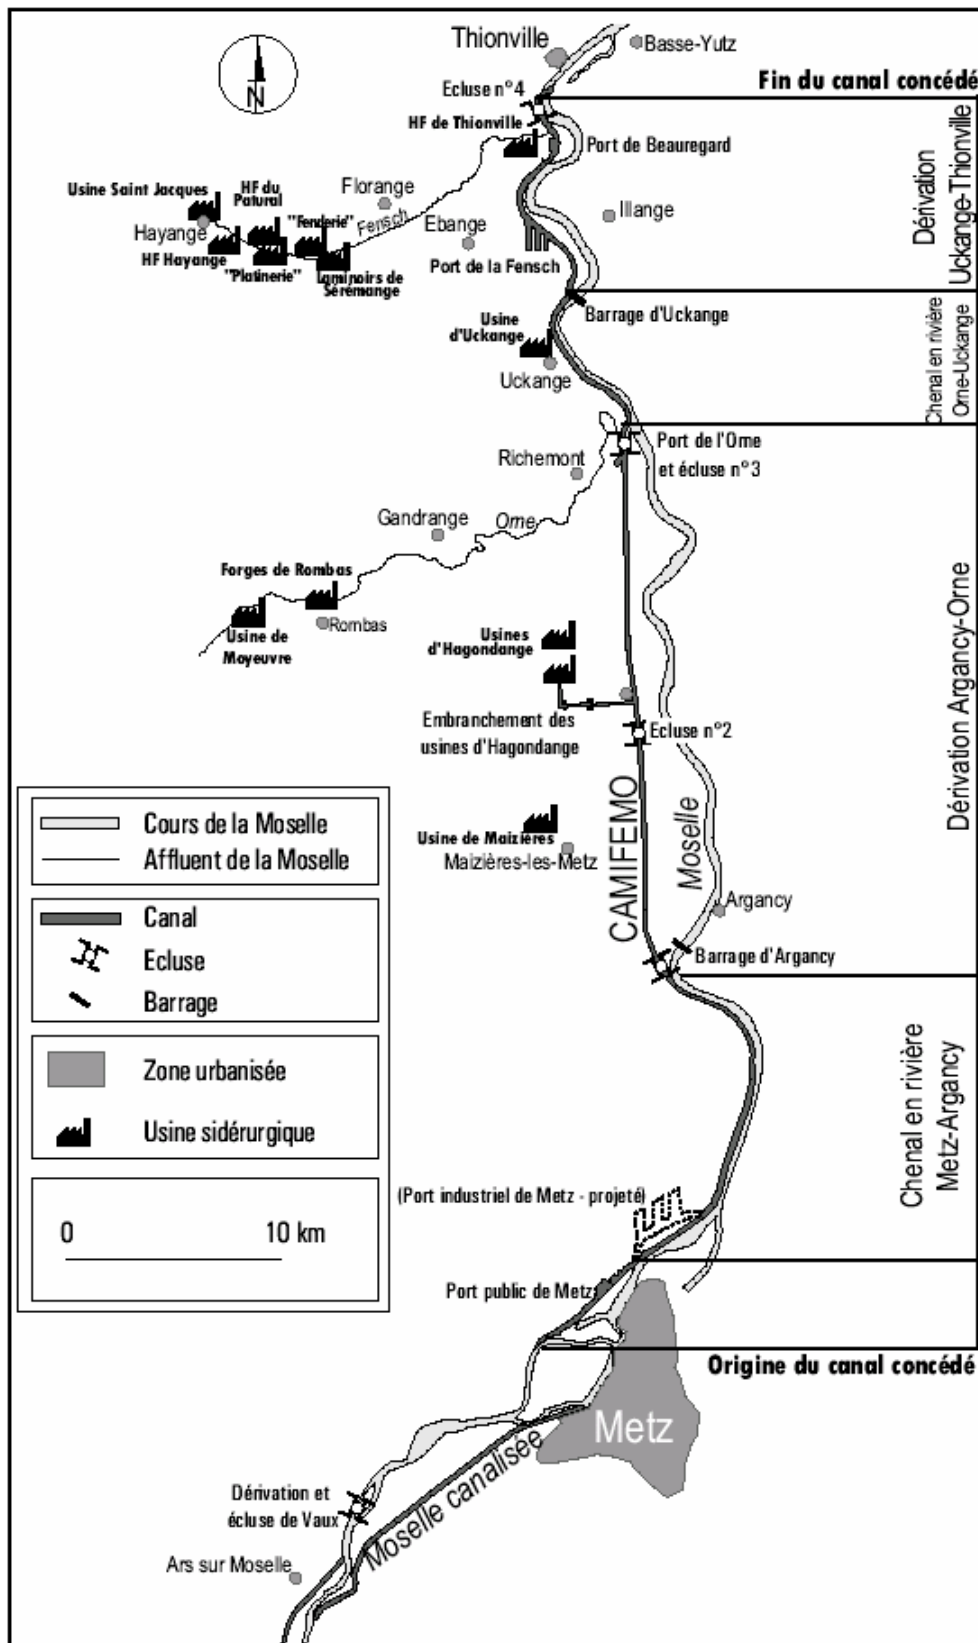 Thionville
Basse-Yutz
N
Ecluse n°4
Fin du canal concédé
HF de Thionville
Port de Beauregard
Dérivation
Uckange-Thionville
Usine Saint Jacques
HF du
Patural
Florange
"Fenderie"
Fensch
Illange
Hayange
Ebange
HF Hayange
"Platinerie"
Laminoirs de
Sérémange
Port de la Fensch
Barrage d'Uckange
Usine
d'Uckange
Uckange
Chenal en rivière
Orne-Uckange
Port de l'Orne
et écluse n°3
Richemont
Gandrange
Orne
Forges de Rombas
Rombas
Usine de
Moyeuvre
Usines
d'Hagondange
Embranchement des
usines d'Hagondange
Ecluse n°2
Dérivation Argancy-Orne
CAMIFEMO
Moselle
Usine de Maizières
Maizières-les-Metz
Argancy
Barrage d'Argancy
Cours de la Moselle
Affluent de la Moselle
Canal
Ecluse
Barrage
Zone urbanisée
Usine sidérurgique
0 10 km
Chenal en rivière
Metz-Argancy
(Port industriel de Metz - projeté)
Port public de Metz
Origine du canal concédé
Metz
Moselle canalisée
Dérivation et
écluse de Vaux
Ars sur Moselle